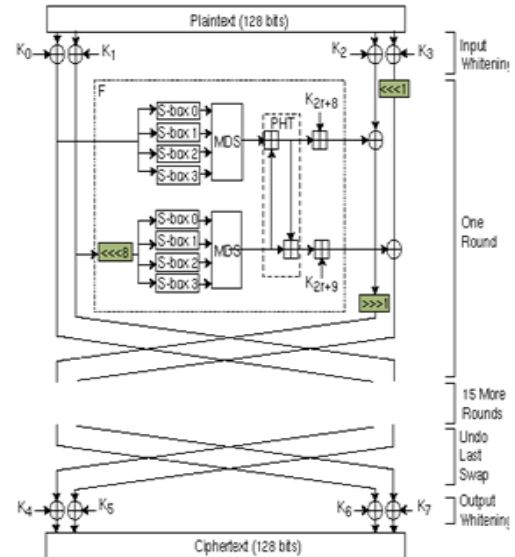 Plaintext (128 bits)
K0
K1
K2
K3
Input
Whitening
<<<1
F
S-box 0
S-box 1
S-box 2
S-box 3
MDS
PHT
K2r+8
One
Round
<<<8
S-box 0
S-box 1
S-box 2
S-box 3
MDS
K2r+9
>>>1
15 More
Rounds
Undo
Last
Swap
K4
K5
K6
K7
Output
Whitening
Ciphertext (128 bits)